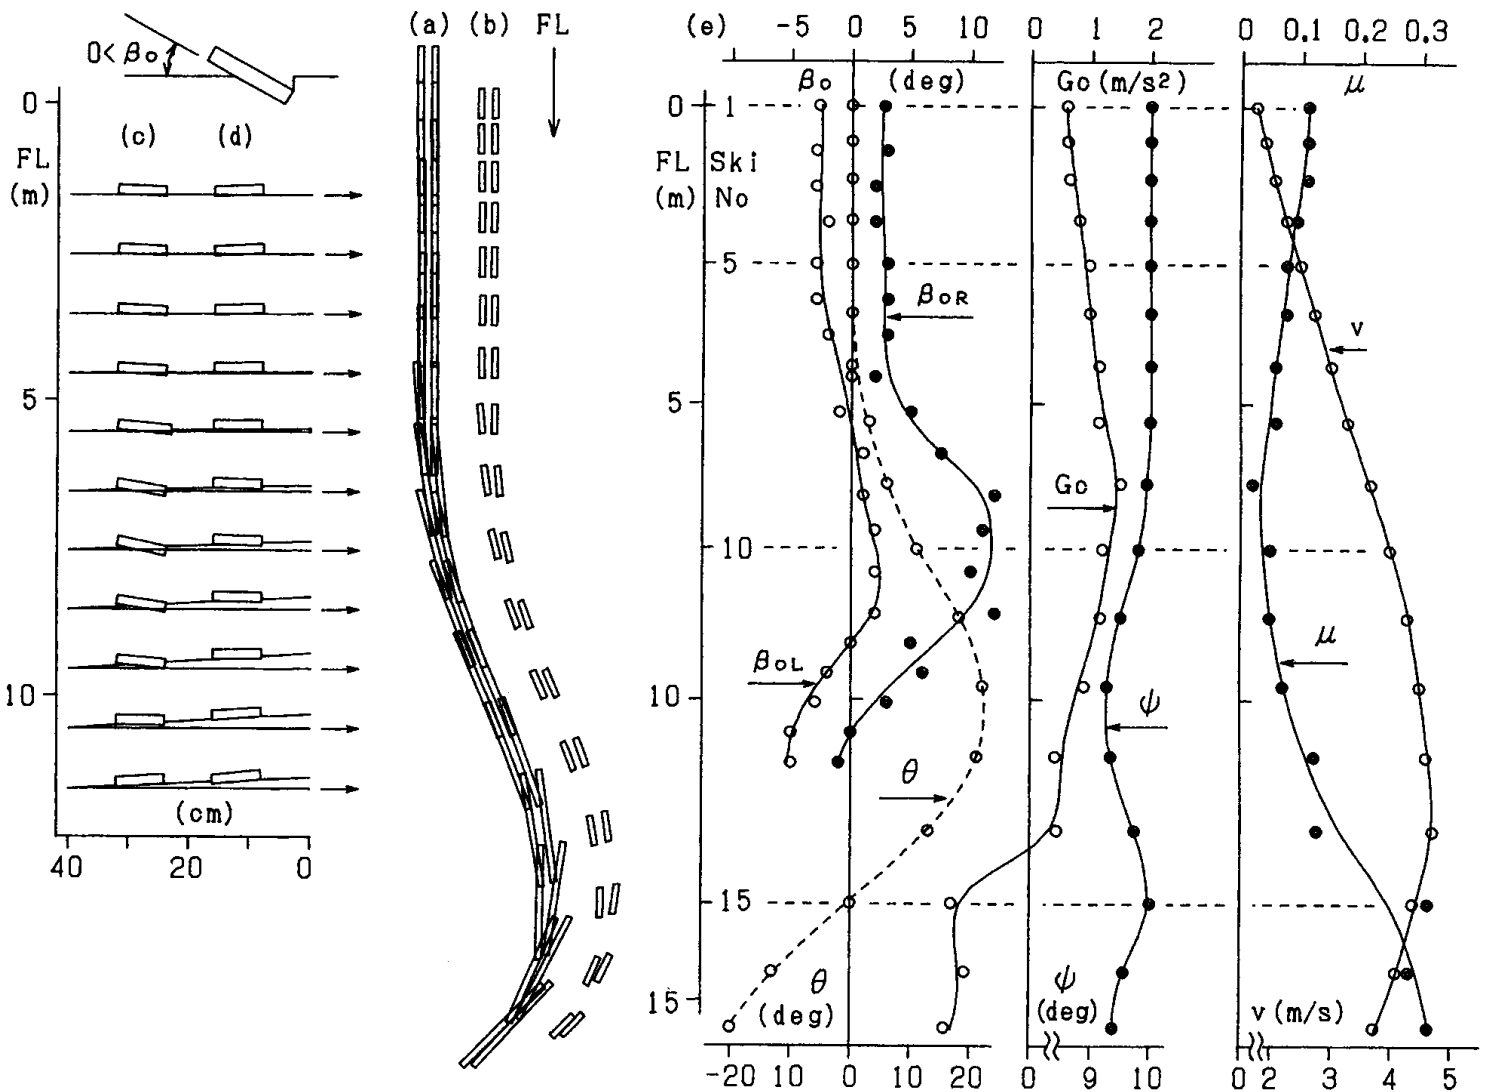 (a) (b) FL (e) -5 0 5 10 0 1 2 0 0.1 0.2 0.3
0<βo
βo (deg) Go (m/s2) μ
0 0 1
(c) (d)
FL FL Ski
(m) (m) No
5
βOR
v
5 5
Go
10
μ
βOL
10 10 ψ
θ
(cm)
40 20 0
15
θ ψ
15 (deg) (deg) v (m/s)
-20 -10 0 10 20 0 9 10 0 2 3 4 5